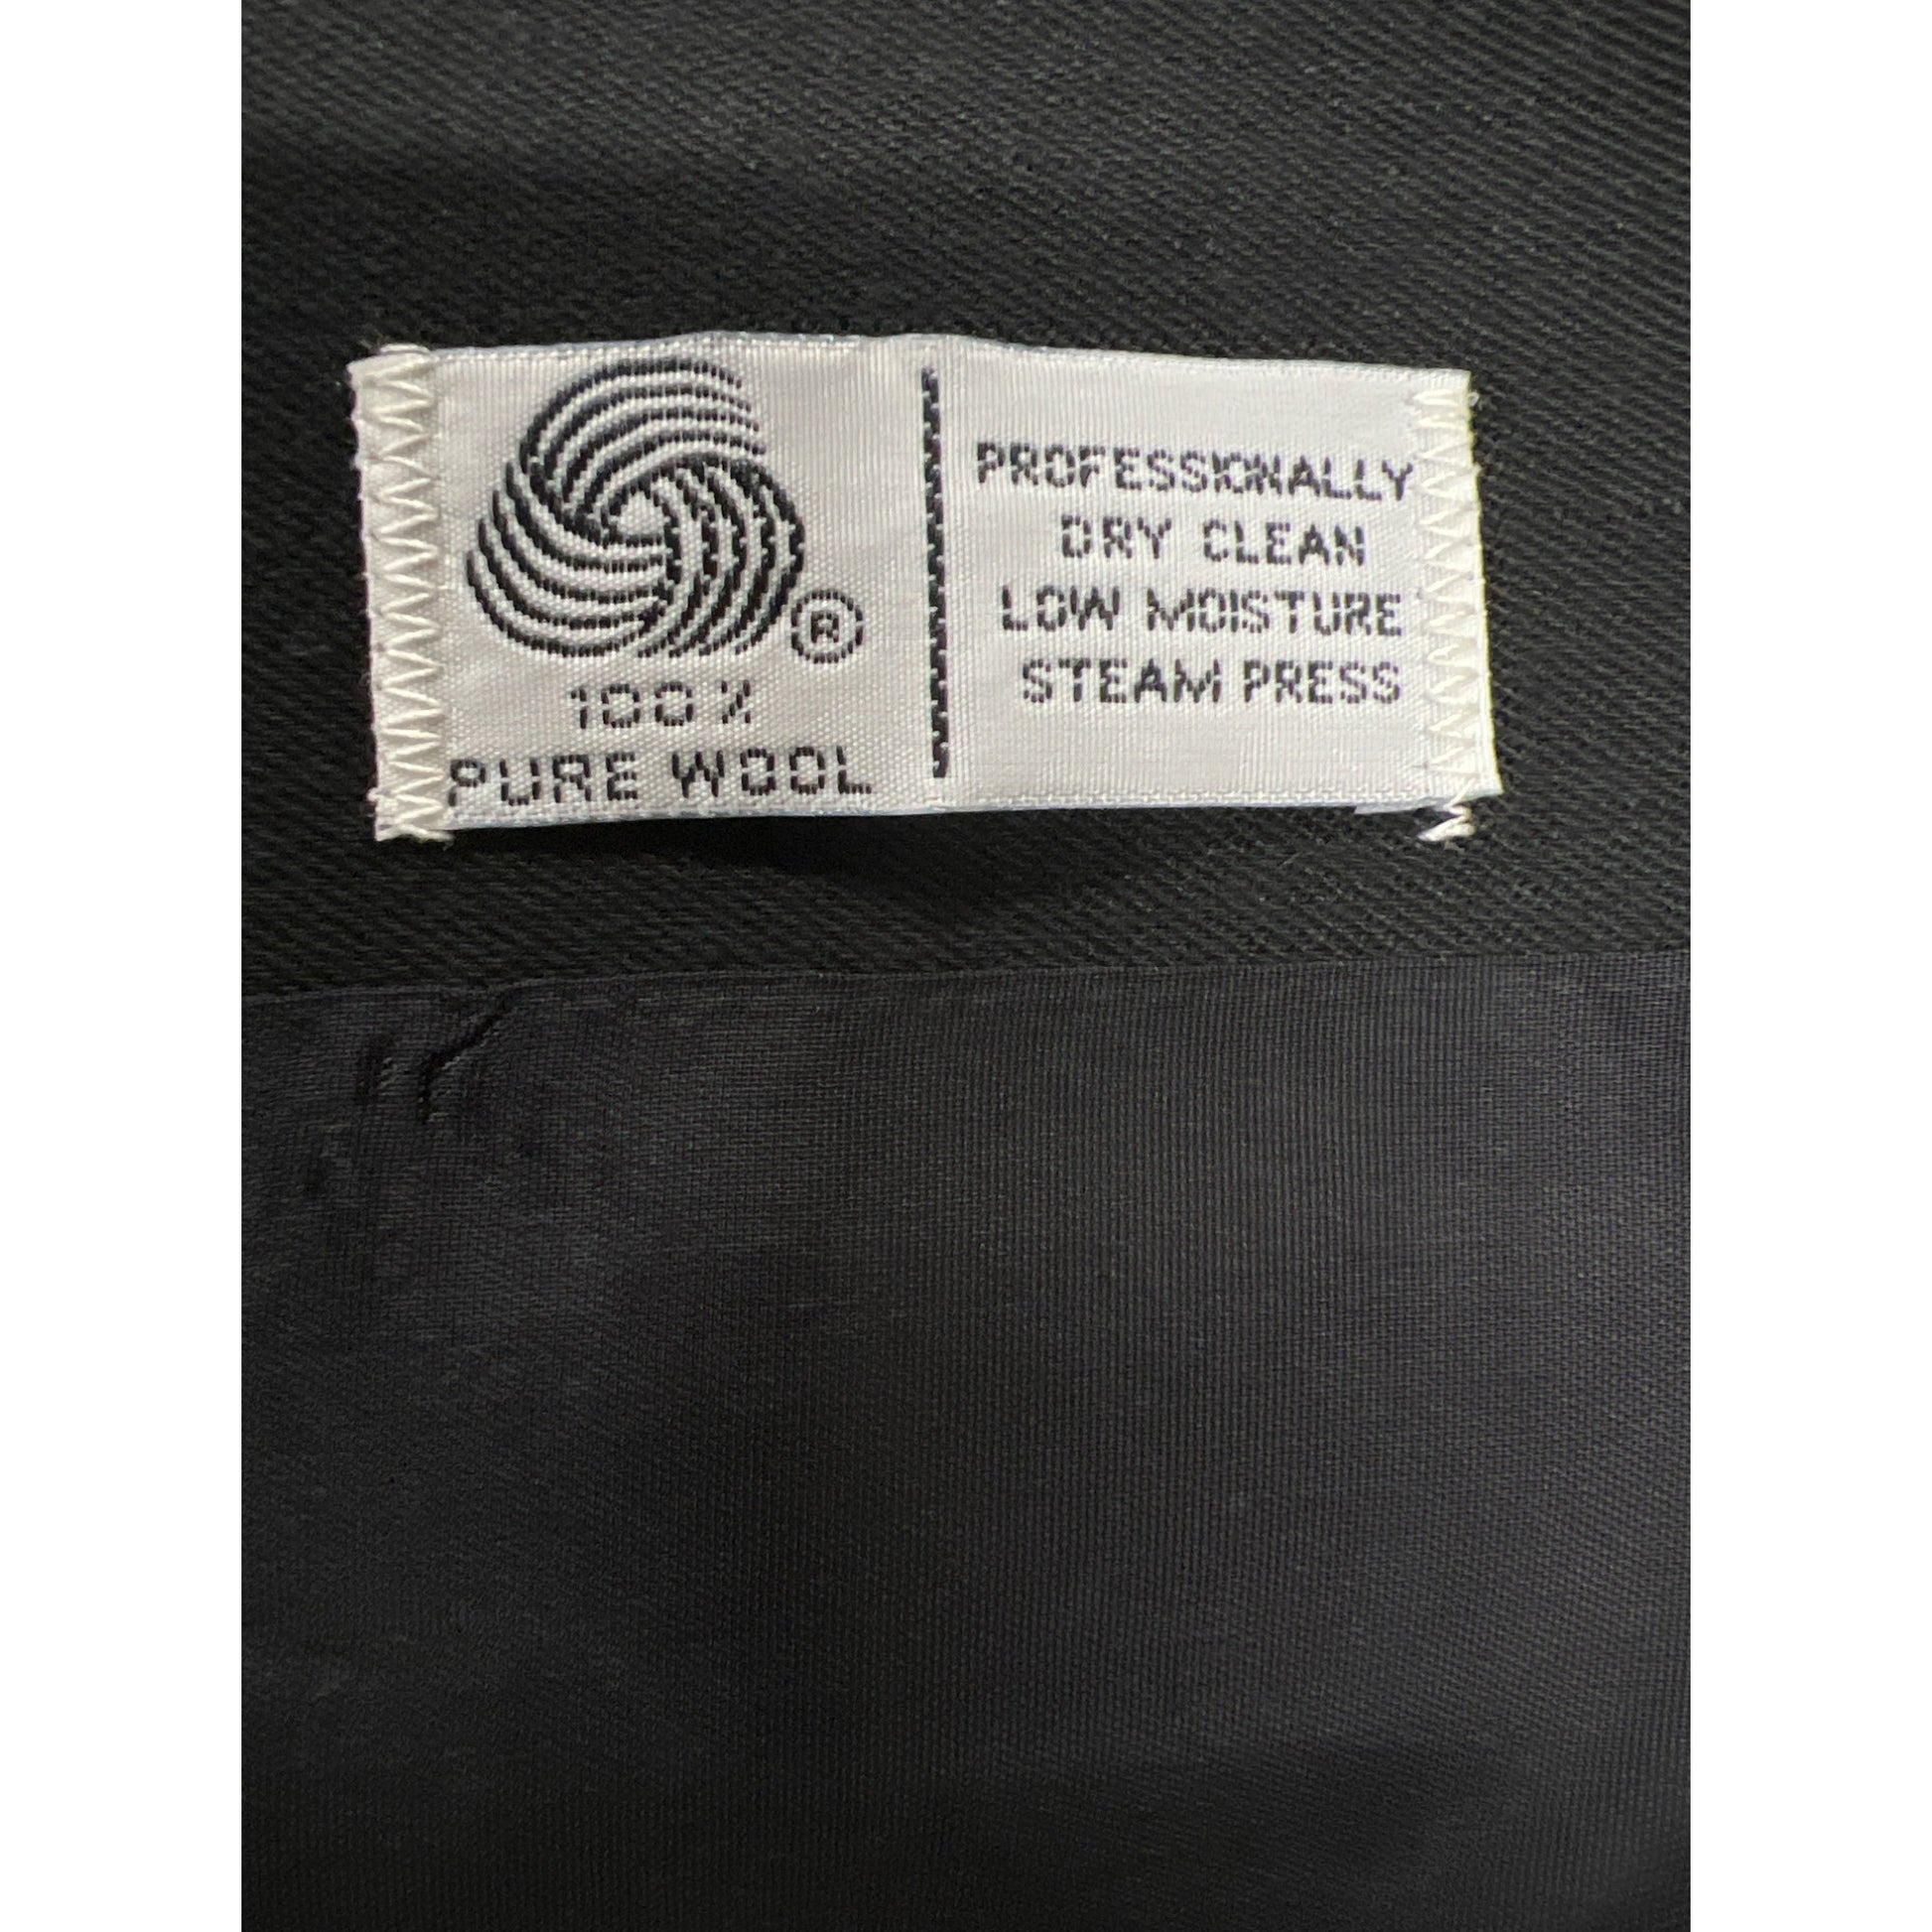 ®
100%
PURE WOOL
PROFESSIONALLY
DRY CLEAN
LOW MOISTURE
STEAM PRESS